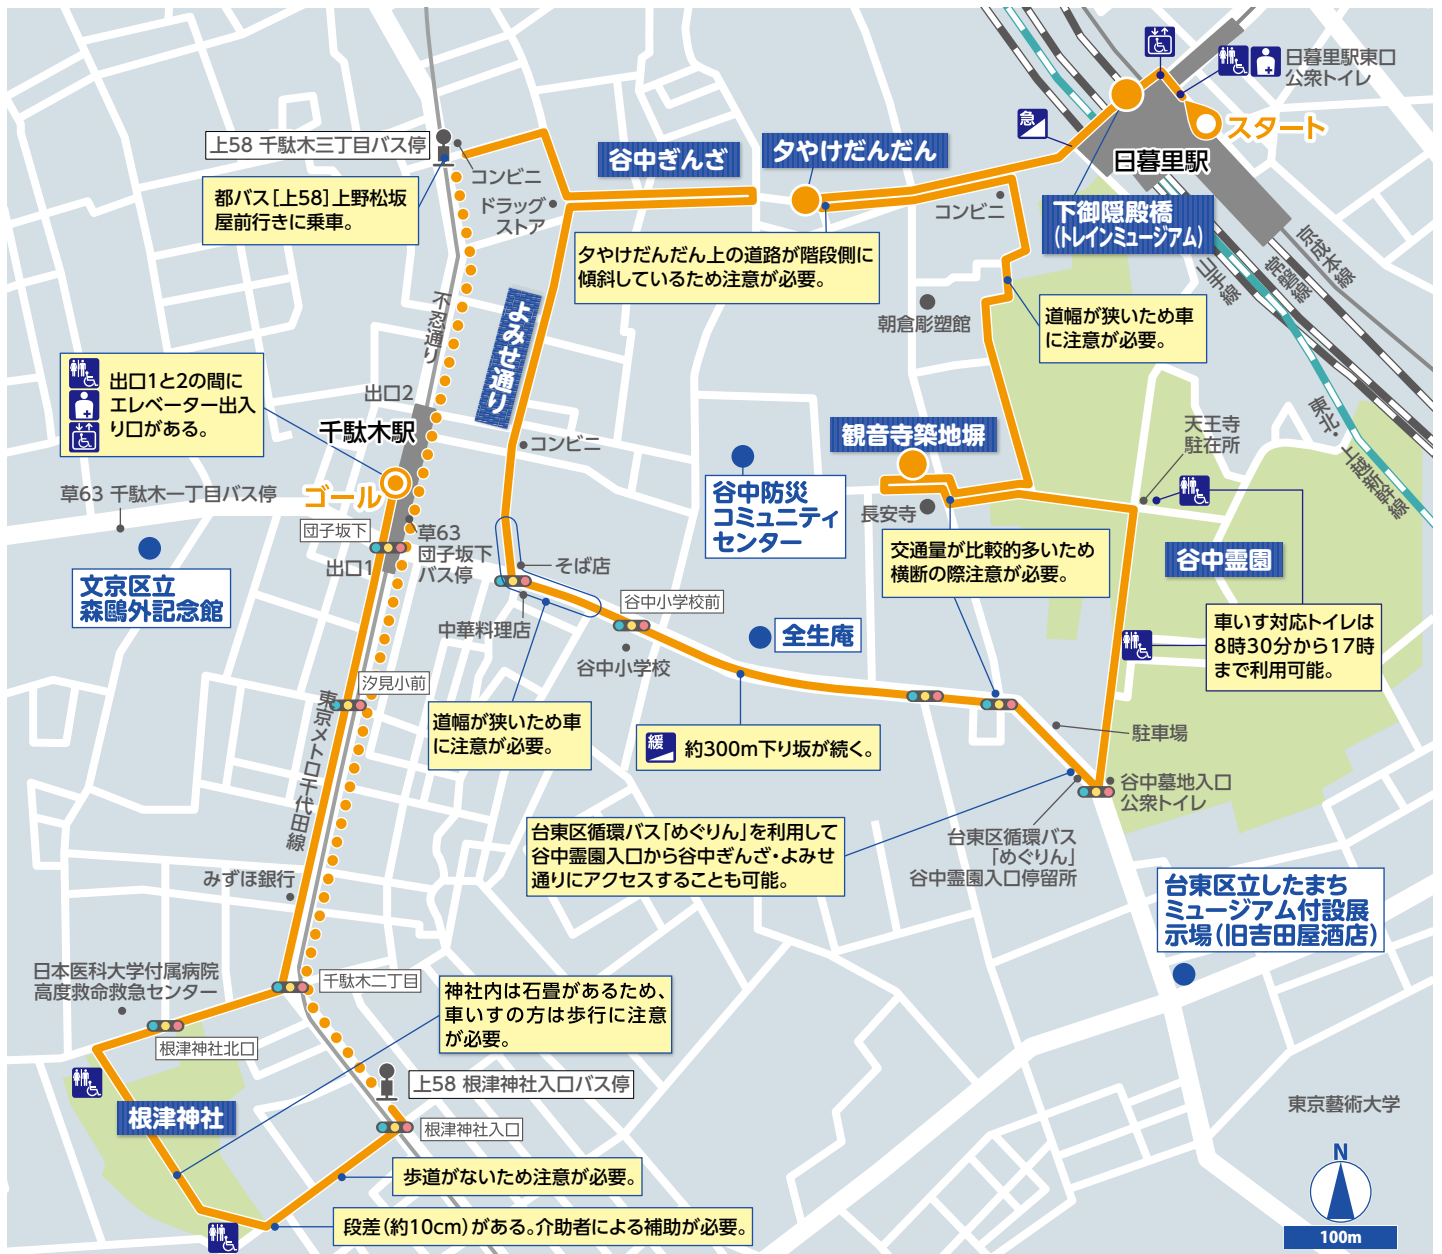 日暮里駅東口
公衆トイレ
スタート
急
日暮里駅
下御隠殿橋
（トレインミュージアム）
京成本線
常磐線
山手線
東北・上越新幹線
上58 千駄木三丁目バス停
コンビニ
都バス［上58］上野松坂
屋前行きに乗車。
ドラッグ
ストア
谷中ぎんざ
夕やけだんだん
コンビニ
夕やけだんだん上の道路が階段側に
傾斜しているため注意が必要。
道幅が狭いため車
に注意が必要。
朝倉彫塑館
不忍通り
よみせ通り
出口1と2の間に
エレベーター出入
り口がある。
出口2
千駄木駅
ゴール
コンビニ
草63 千駄木一丁目バス停
団子坂下
草63
団子坂下
バス停
出口1
文京区立
森鷗外記念館
観音寺築地塀
谷中防災
コミュニティ
センター
長安寺
天王寺
駐在所
交通量が比較的多いため
横断の際注意が必要。
谷中霊園
車いす対応トイレは
8時30分から17時
まで利用可能。
そば店
中華料理店
谷中小学校前
谷中小学校
全生庵
汐見小前
道幅が狭いため車
に注意が必要。
緩
約300m下り坂が続く。
駐車場
谷中墓地入口
公衆トイレ
東京メトロ千代田線
台東区循環バス「めぐりん」を利用して
谷中霊園入口から谷中ぎんざ・よみせ
通りにアクセスすることも可能。
台東区循環バス
「めぐりん」
谷中霊園入口停留所
みずほ銀行
台東区立したまち
ミュージアム付設展
示場（旧吉田屋酒店）
日本医科大学付属病院
高度救命救急センター
千駄木二丁目
神社内は石畳があるため、
車いすの方は歩行に注意
が必要。
根津神社北口
上58 根津神社入口バス停
根津神社
根津神社入口
東京藝術大学
歩道がないため注意が必要。
段差（約10cm）がある。介助者による補助が必要。
N
100m